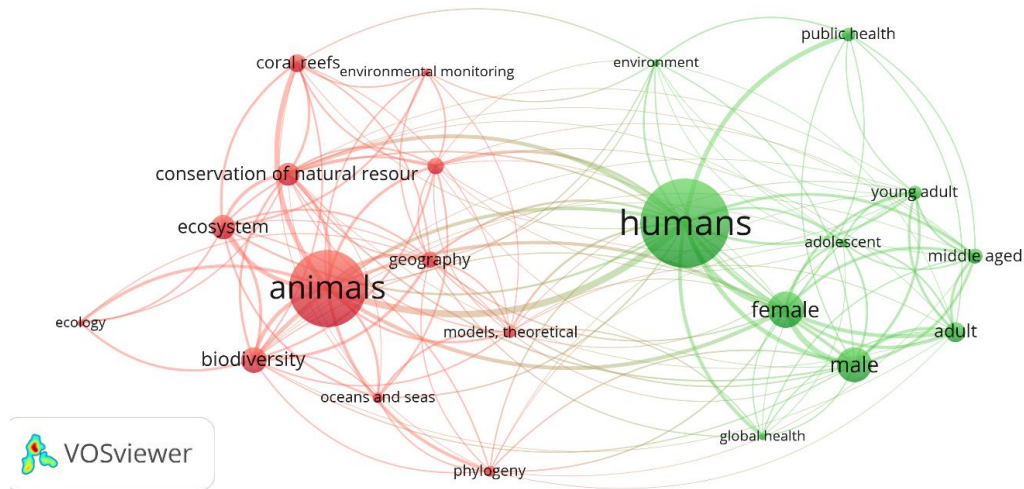 public health
coral reefs
environmental monitoring
environment
conservation of natural resour
young adult
humans
ecosystem
adolescent
middle aged
geography
animals
female
ecology
models, theoretical
adult
biodiversity
male
oceans and seas
global health
VOSviewer
phylogeny